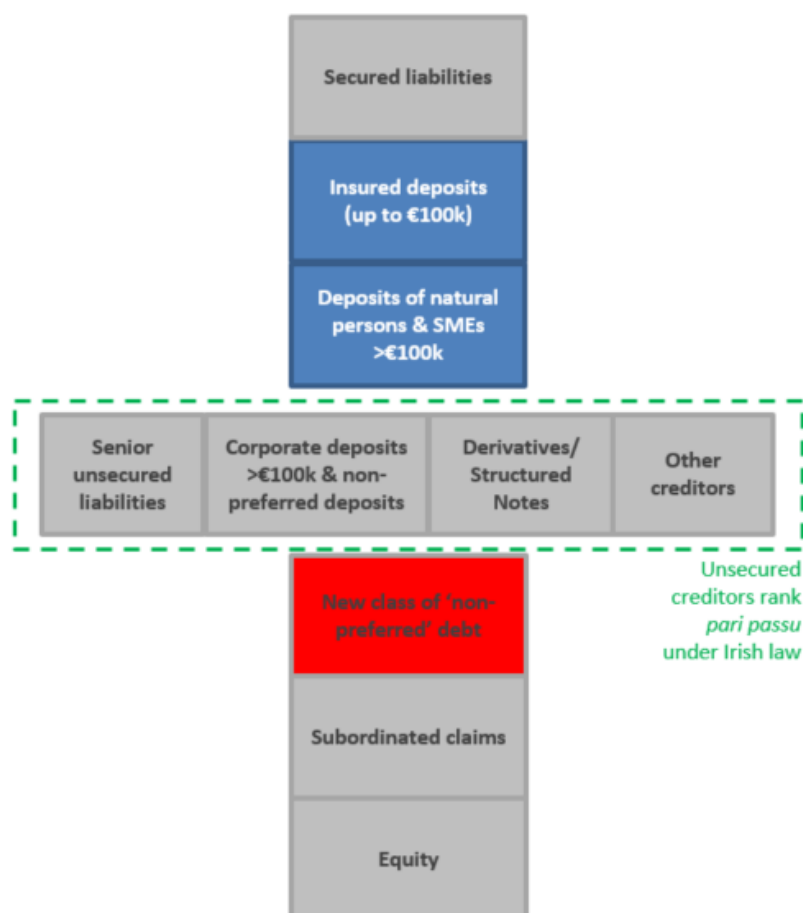 Secured liabilities
Insured deposits
(up to €100k)
Deposits of natural
persons & SMEs
>€100k
Senior
unsecured
liabilities
Corporate deposits
>€100k & non-
preferred deposits
Derivatives/
Structured
Notes
Other
creditors
Unsecured
creditors rank
pari passu
under Irish law
New class of ‘non-
preferred’ debt
Subordinated claims
Equity